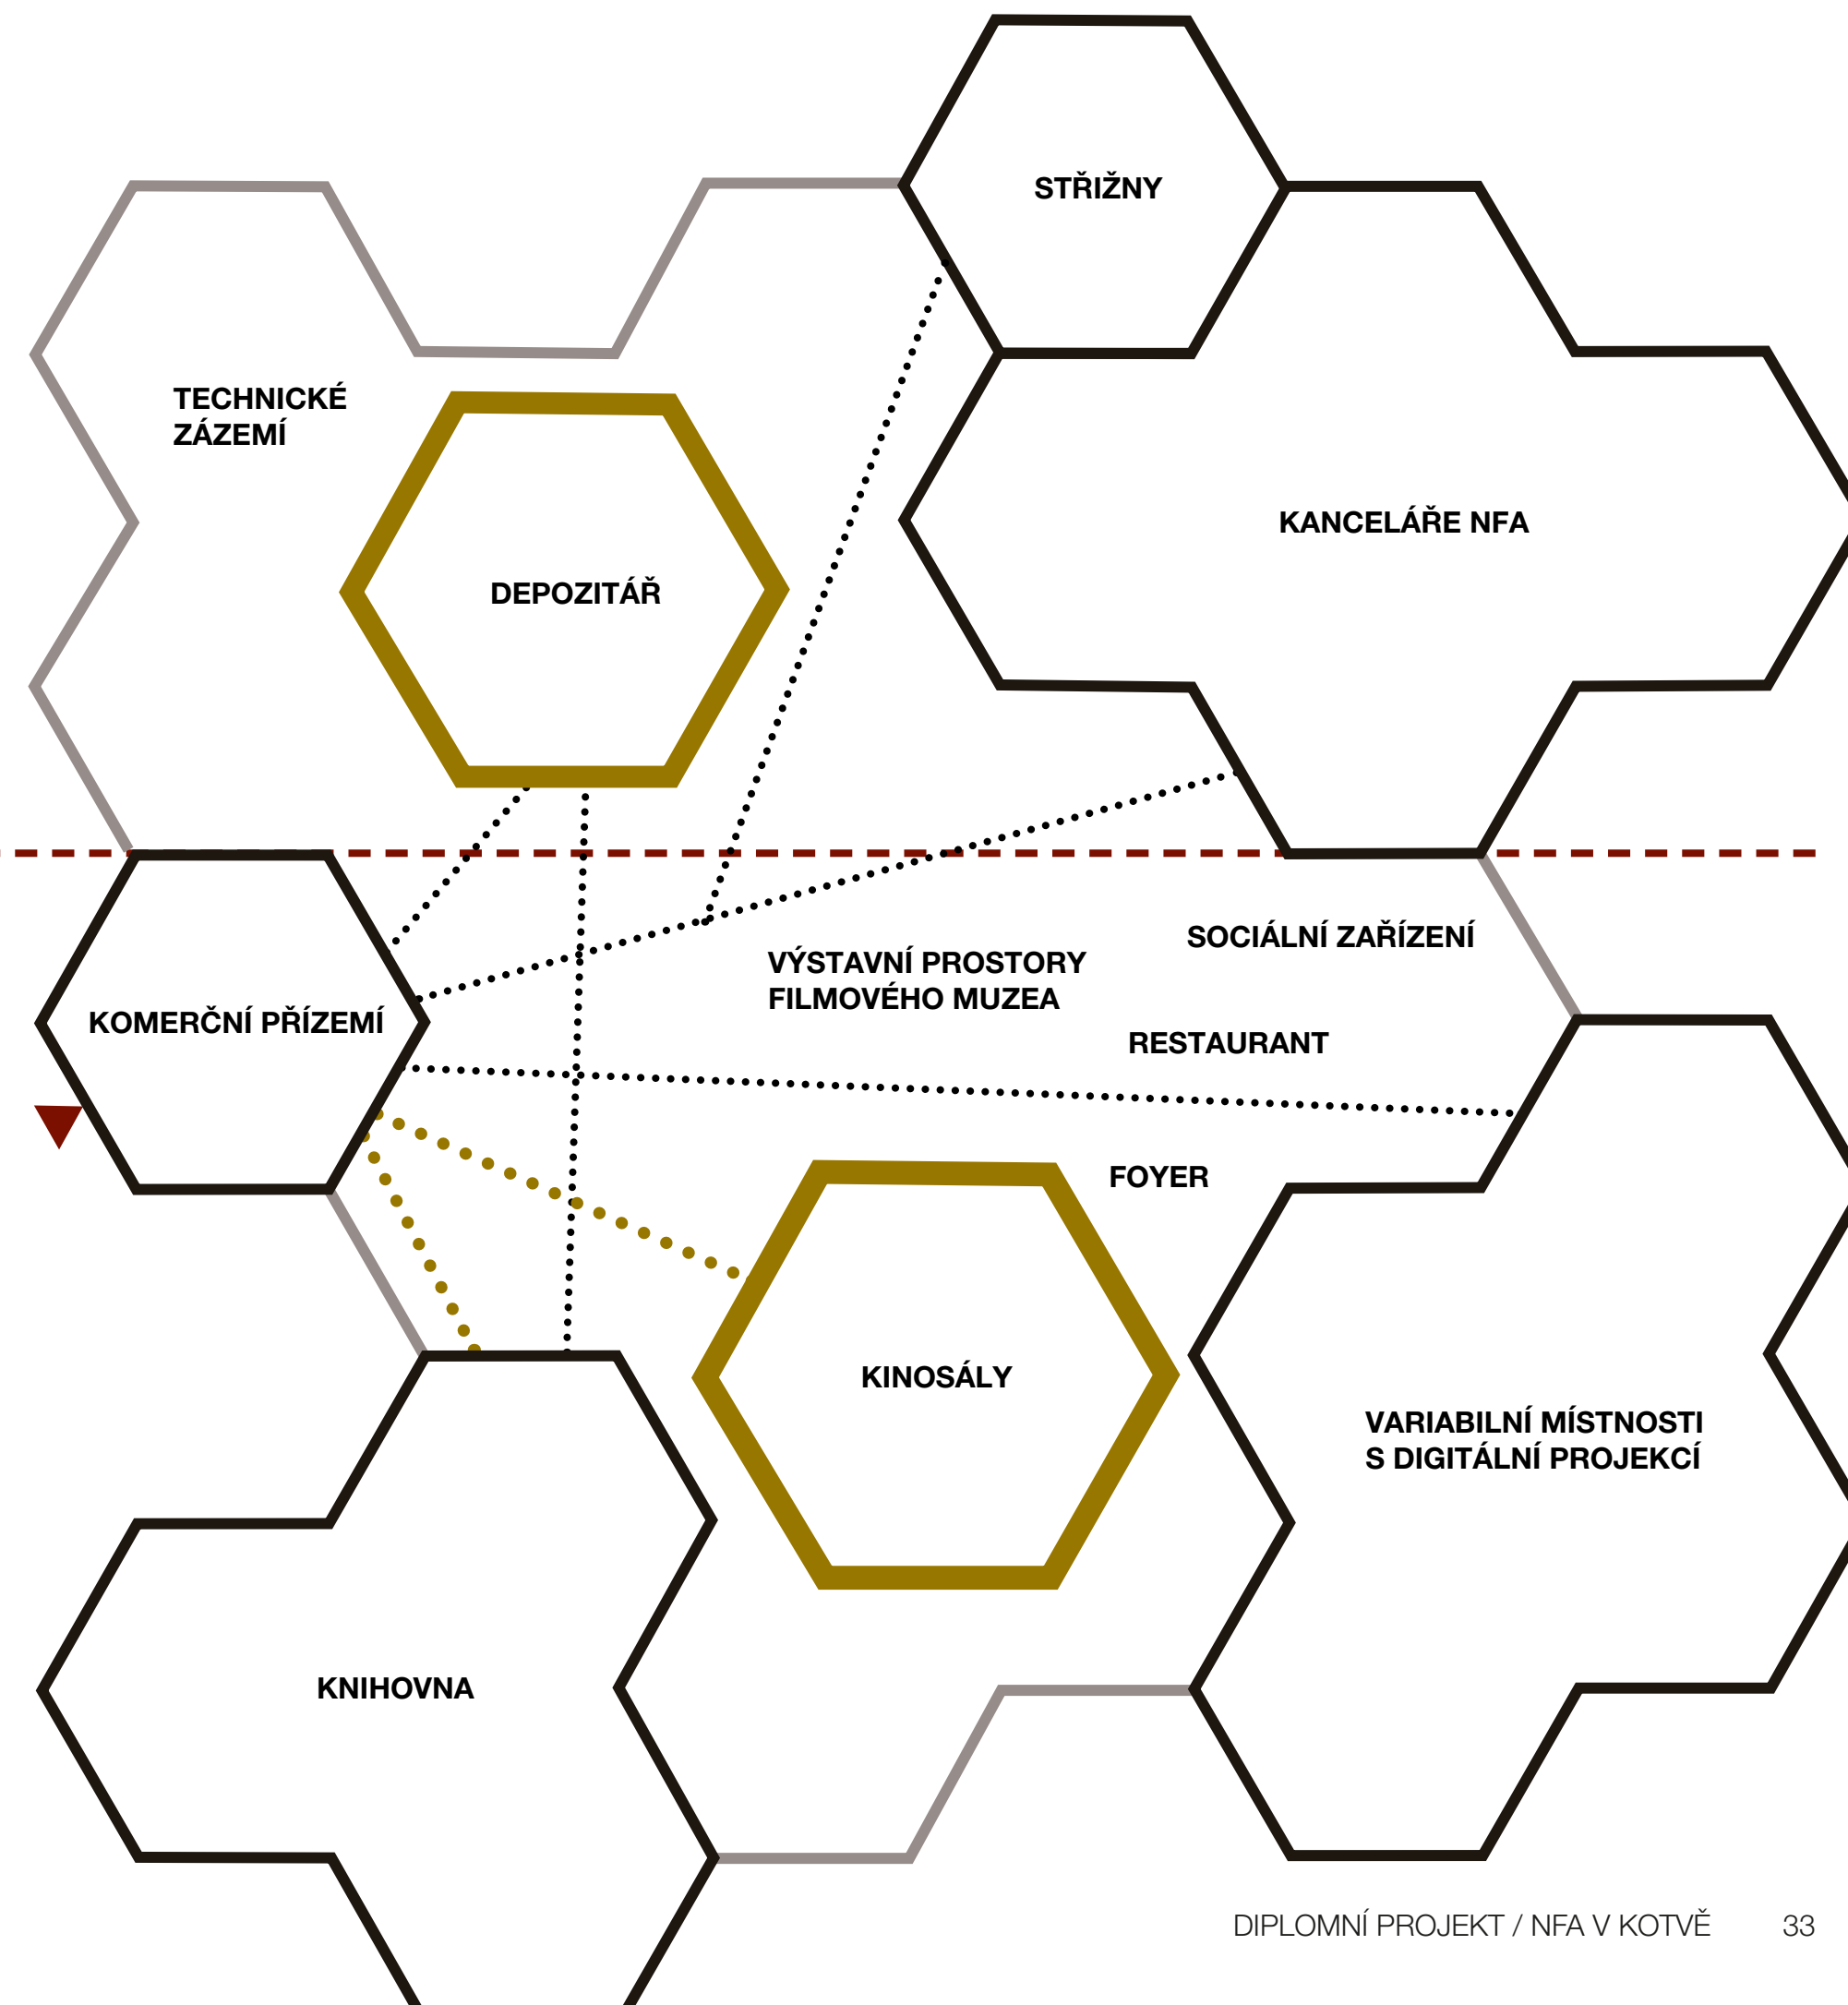 STŘIŽNY
TECHNICKÉ
ZÁZEMÍ
KANCELÁŘE NFA
DEPOZITÁŘ
SOCIÁLNÍ ZAŘÍZENÍ
VÝSTAVNÍ PROSTORY
FILMOVÉHO MUZEA
KOMERČNÍ PŘÍZEMÍ
RESTAURANT
FOYER
KINOSÁLY
VARIABILNÍ MÍSTNOSTI
S DIGITÁLNÍ PROJEKCÍ
KNIHOVNA
DIPLOMNÍ PROJEKT / NFA V KOTVĚ 33